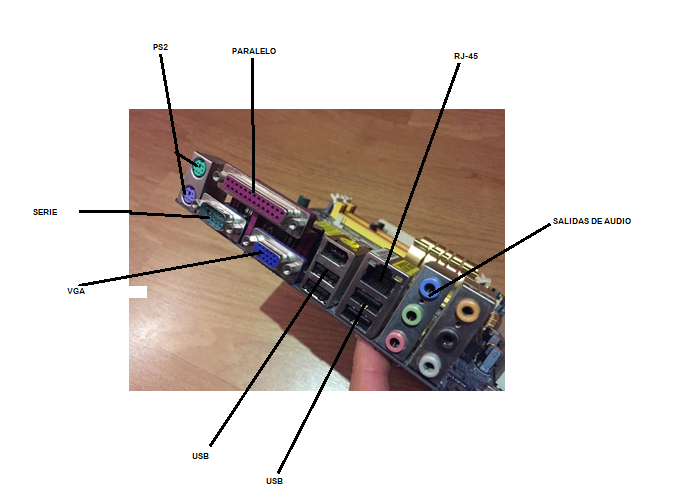 PS2
PARALELO
RJ-45
SERIE
SALIDAS DE AUDIO
VGA
USB
USB